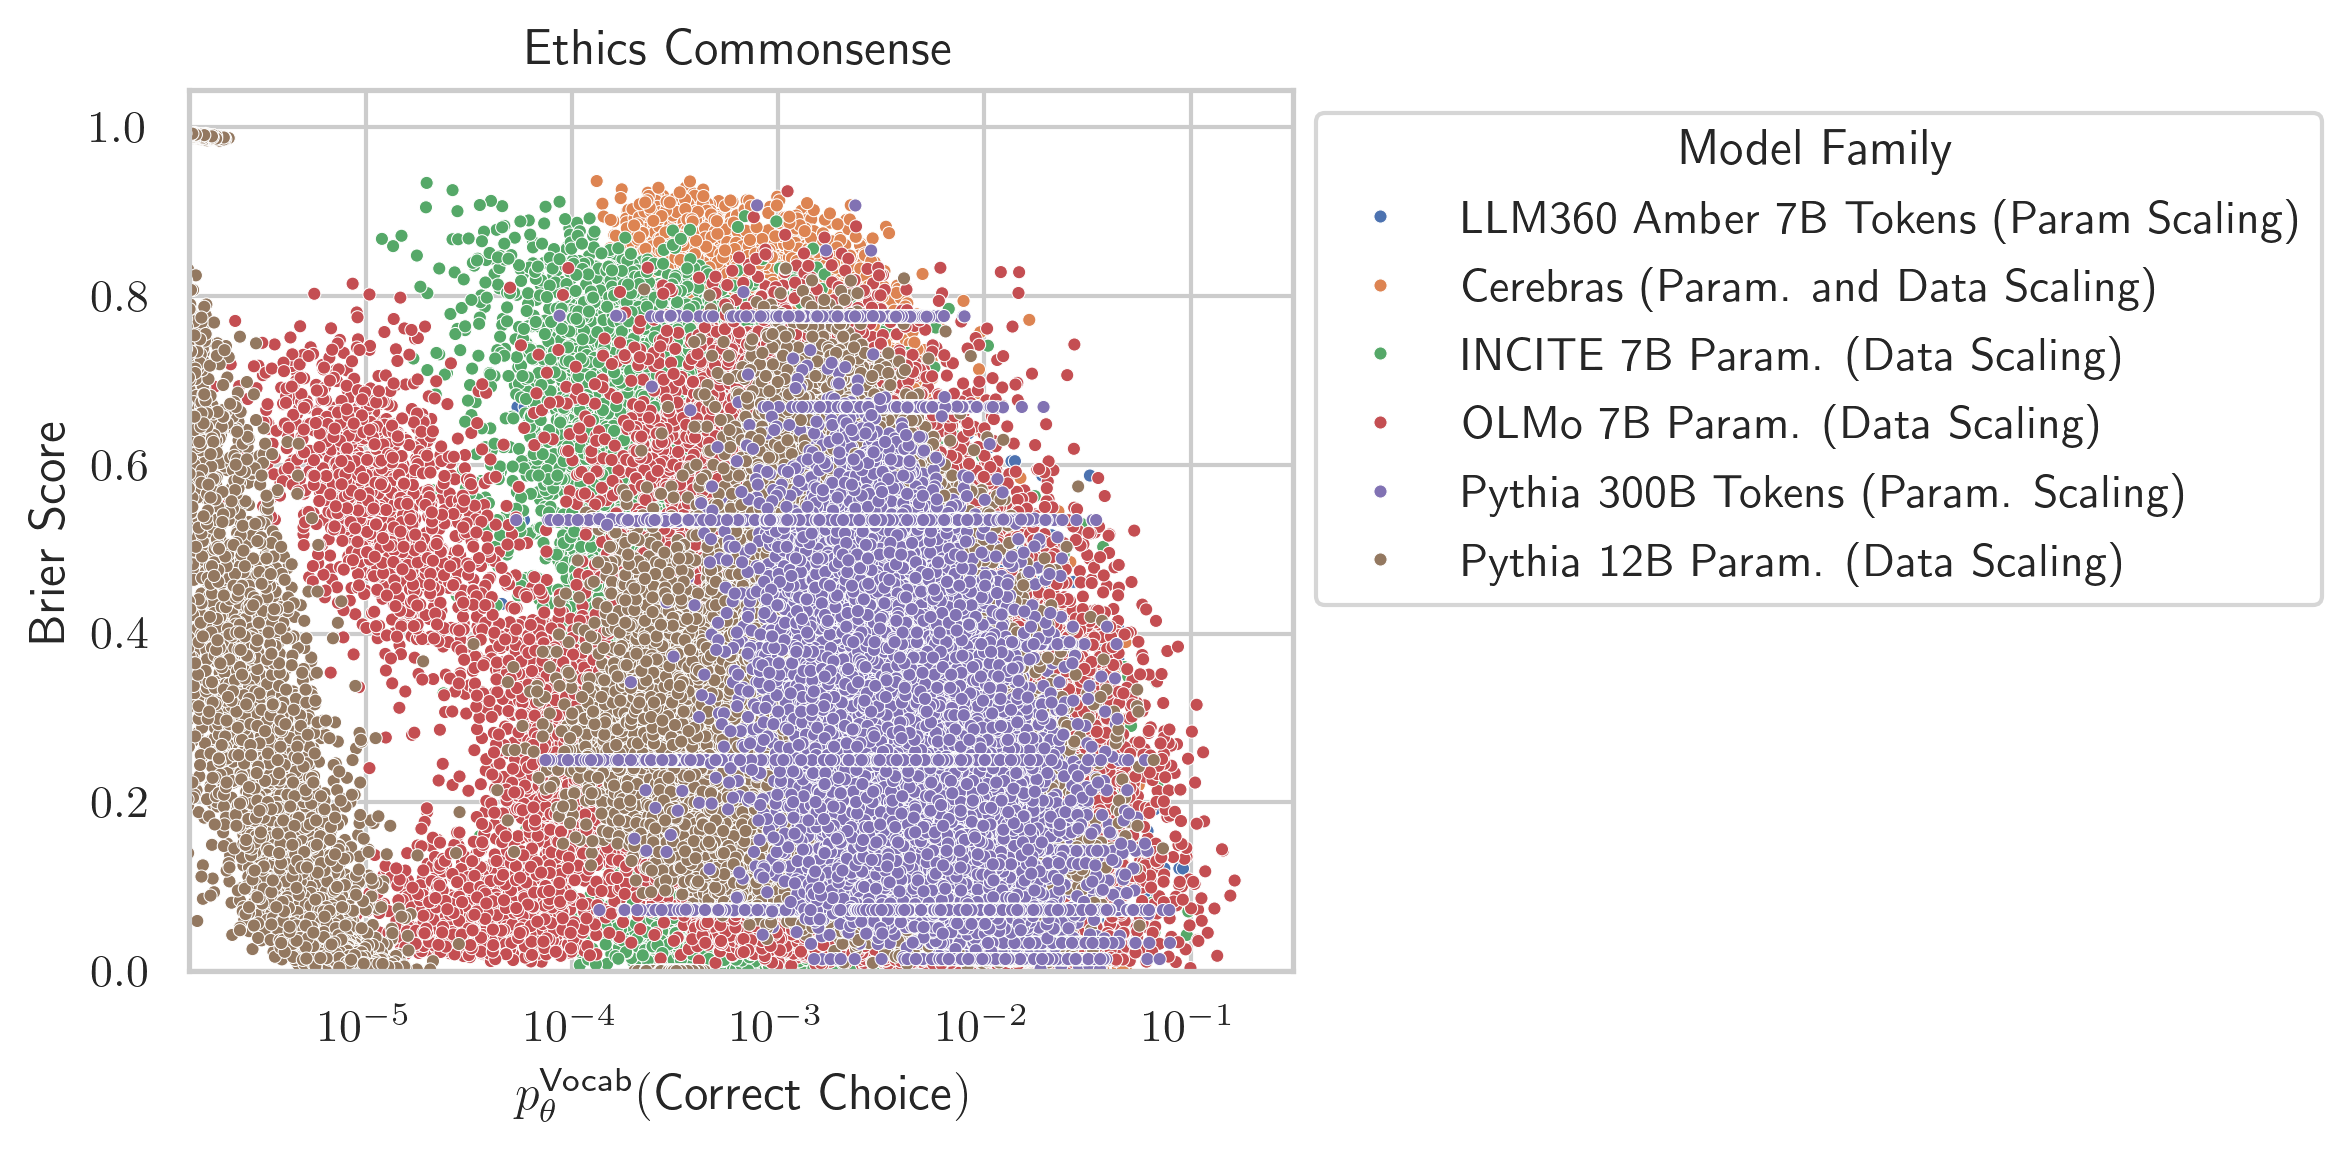 Ethics Commonsense
1.0
0.8
0.6
0.4
0.2
0.0
Brier Score
10⁻⁵ 10⁻⁴ 10⁻³ 10⁻² 10⁻¹
p_θ^Vocab(Correct Choice)
Model Family
LLM360 Amber 7B Tokens (Param Scaling)
Cerebras (Param. and Data Scaling)
INCITE 7B Param. (Data Scaling)
OLMo 7B Param. (Data Scaling)
Pythia 300B Tokens (Param. Scaling)
Pythia 12B Param. (Data Scaling)